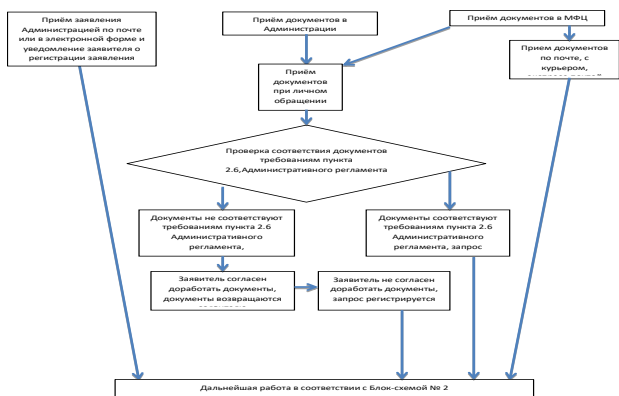 Приём заявления
Администрацией по почте
или в электронной форме и
уведомление заявителя о
регистрации заявления
Приём документов в
Администрации
Приём документов в МФЦ
Прием документов
по почте, с
курьером,
Приём
документов
при личном
обращении
Проверка соответствия документов
требованиям пункта
2.6,Административного регламента
Документы не соответствуют
требованиям пункта 2.6
Административного
регламента,
Документы соответствуют
требованиям пункта 2.6
Административного
регламента, запрос
Заявитель согласен
доработать документы,
документы возвращаются
Заявитель не согласен
доработать документы,
запрос регистрируется
Дальнейшая работа в соответствии с Блок-схемой № 2